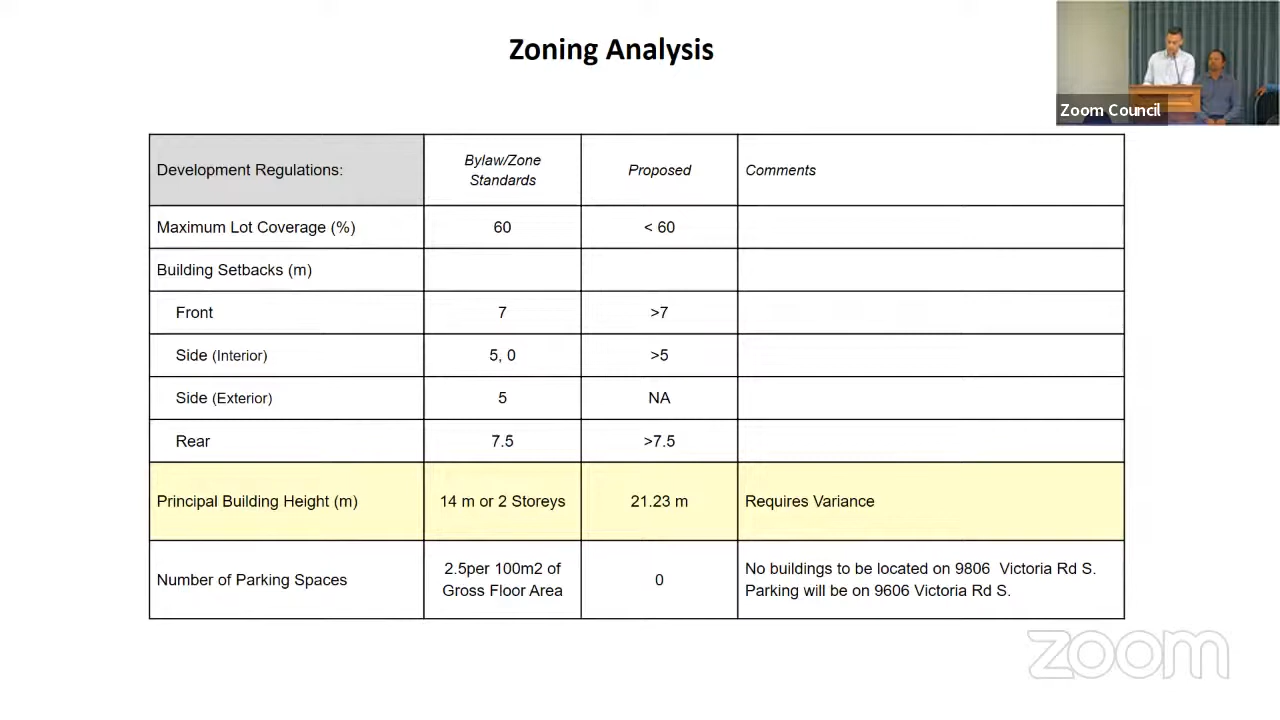 Zoning Analysis
Zoom Council
Development Regulations:
Bylaw/Zone
Standards
Proposed
Comments
Maximum Lot Coverage (%)
60
< 60
Building Setbacks (m)
Front
7
>7
Side (Interior)
5, 0
>5
Side (Exterior)
5
NA
Rear
7.5
>7.5
Principal Building Height (m)
14 m or 2 Storeys
21.23 m
Requires Variance
Number of Parking Spaces
2.5per 100m2 of
Gross Floor Area
0
No buildings to be located on 9806 Victoria Rd S.
Parking will be on 9606 Victoria Rd S.
zoom